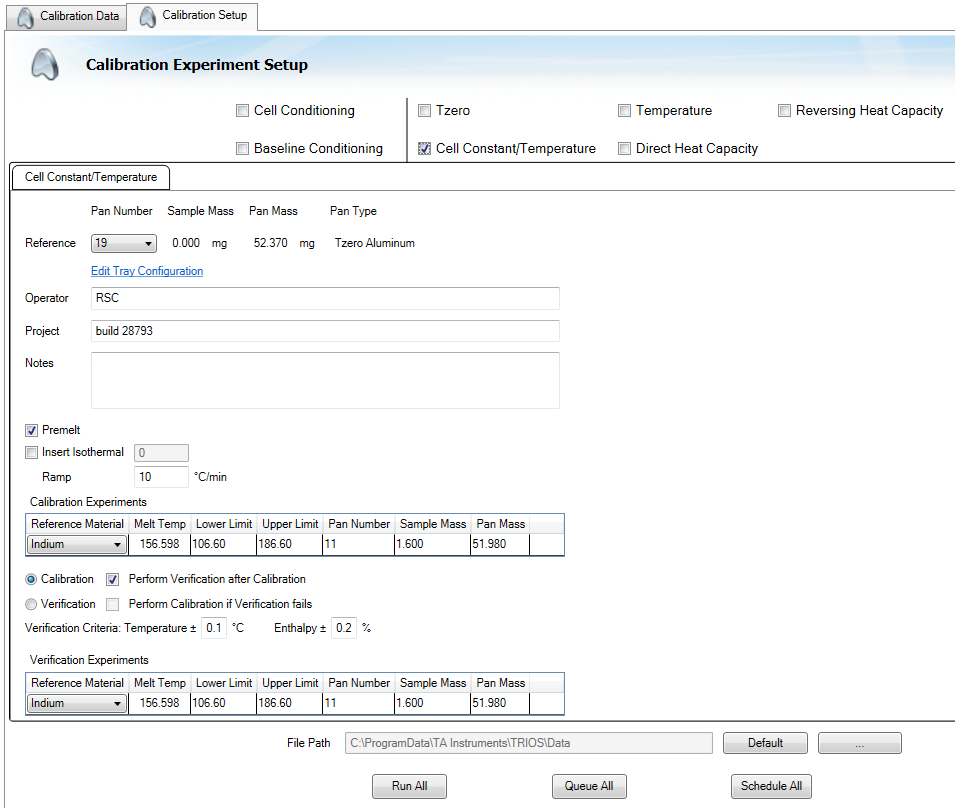 Calibration Data Calibration Setup
Calibration Experiment Setup
Cell Conditioning Tzero Temperature Reversing Heat Capacity
Baseline Conditioning Cell Constant/Temperature Direct Heat Capacity
Cell Constant/Temperature
Pan Number Sample Mass Pan Mass Pan Type
Reference 19 0.000 mg 52.370 mg Tzero Aluminum
Edit Tray Configuration
Operator RSC
Project build 28793
Notes
Premelt
Insert Isothermal 0
Ramp 10 °C/min
Calibration Experiments
Reference Material Melt Temp Lower Limit Upper Limit Pan Number Sample Mass Pan Mass
Indium 156.598 106.60 186.60 11 1.600 51.980
Calibration Perform Verification after Calibration
Verification Perform Calibration if Verification fails
Verification Criteria: Temperature ± 0.1 °C Enthalpy ± 0.2 %
Verification Experiments
Reference Material Melt Temp Lower Limit Upper Limit Pan Number Sample Mass Pan Mass
Indium 156.598 106.60 186.60 11 1.600 51.980
File Path C:\ProgramData\TA Instruments\TRIOS\Data Default ...
Run All Queue All Schedule All